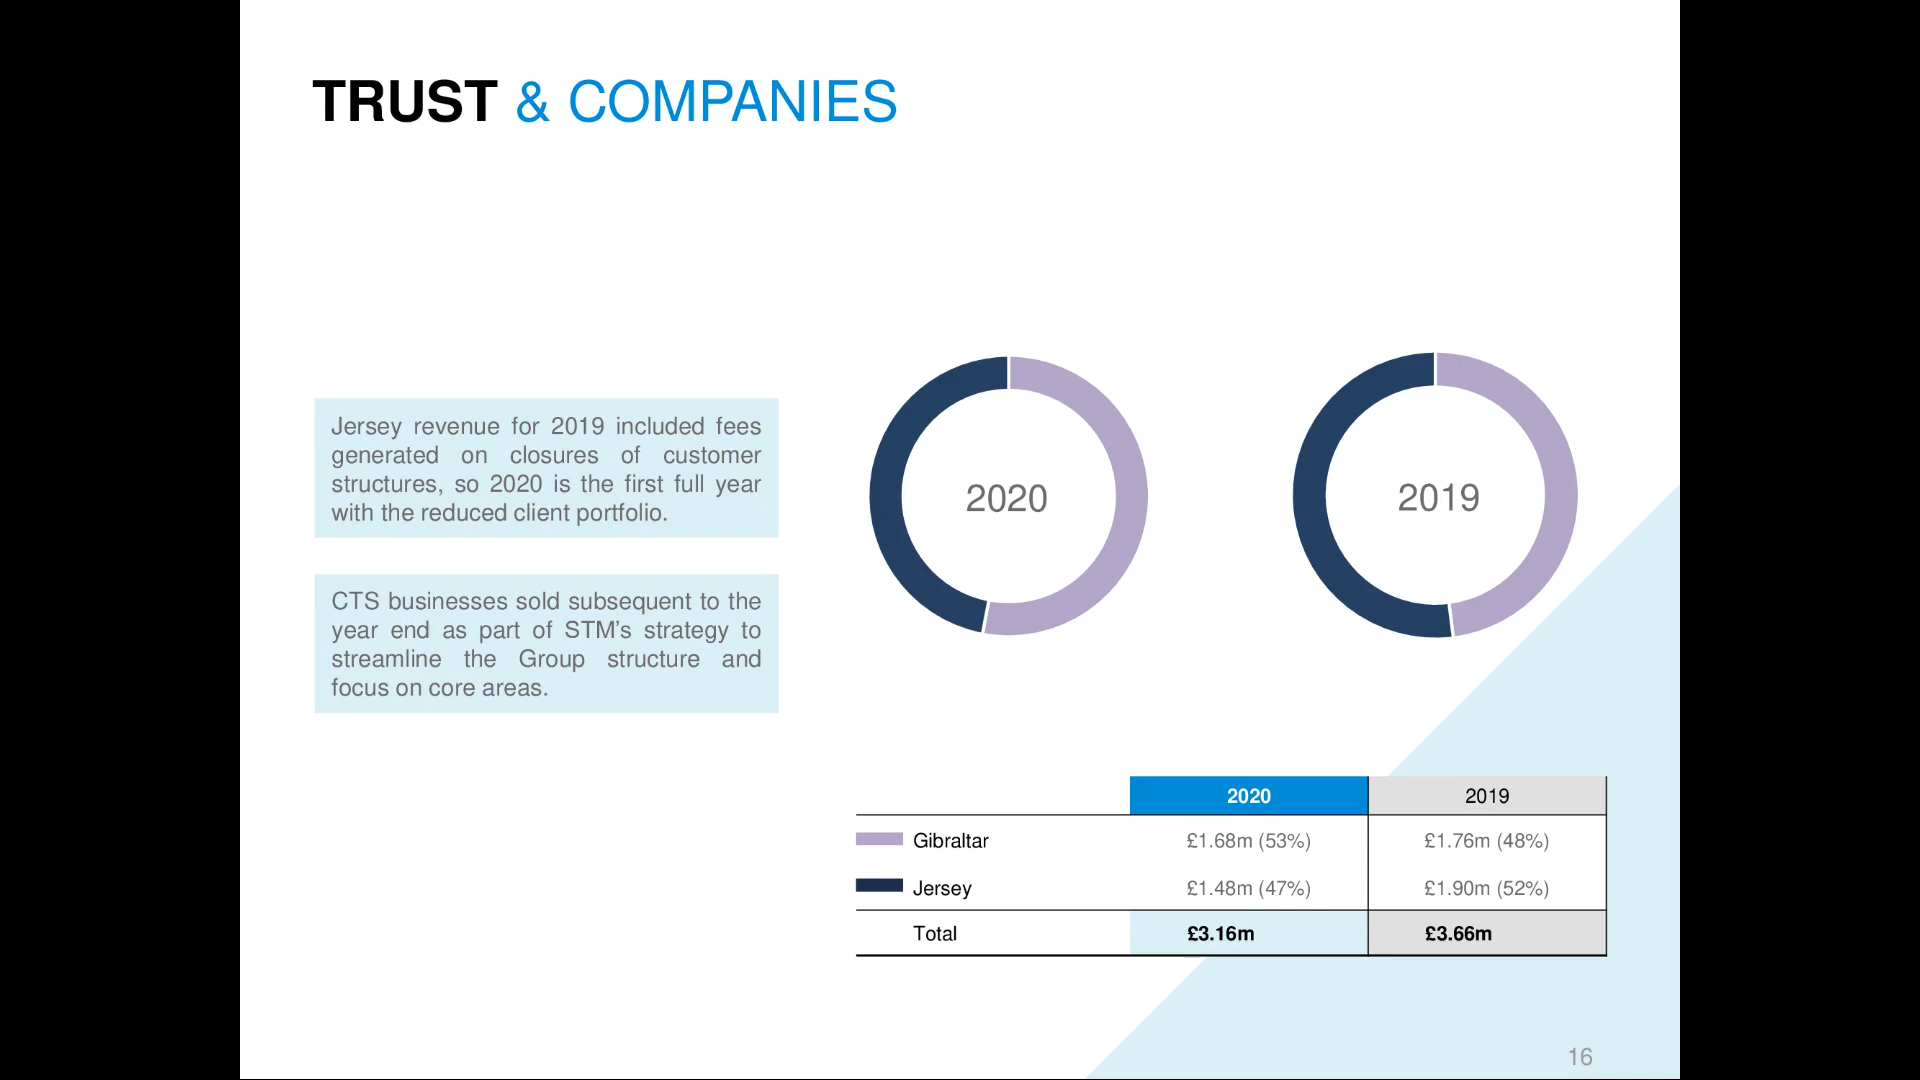 TRUST & COMPANIES
Jersey revenue for 2019 included fees
generated on closures of customer
structures, so 2020 is the first full year
with the reduced client portfolio.
CTS businesses sold subsequent to the
year end as part of STM’s strategy to
streamline the Group structure and
focus on core areas.
2020
2019
2020 2019
Gibraltar £1.68m (53%) £1.76m (48%)
Jersey £1.48m (47%) £1.90m (52%)
Total £3.16m £3.66m
16